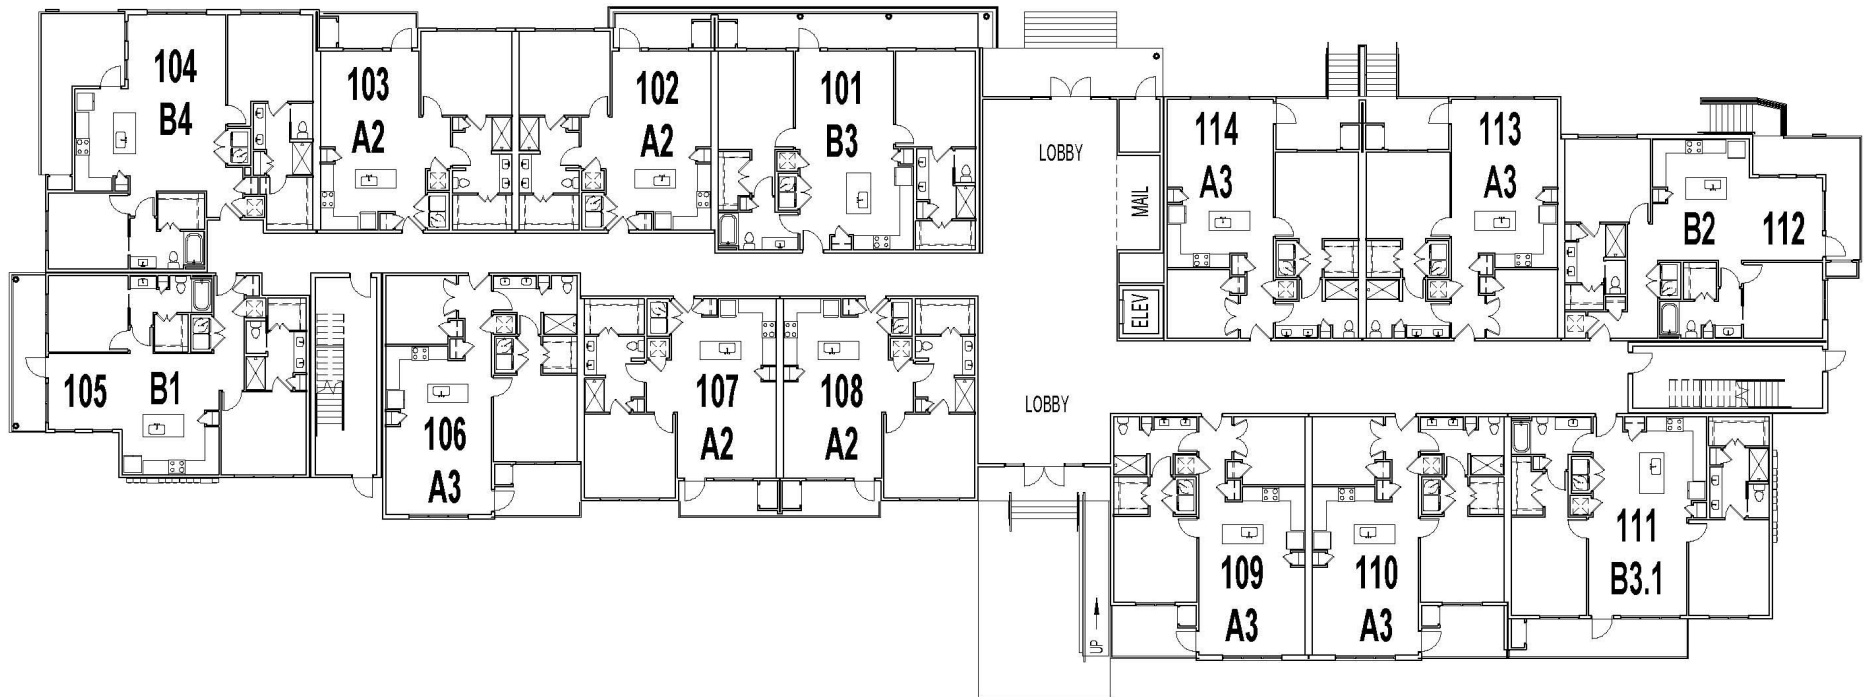 104
B4
103
A2
102
A2
101
B3
LOBBY
MAIL
ELEV
114
A3
113
A3
B2 112
105 B1
106
A3
107
A2
108
A2
LOBBY
UP
109
A3
110
A3
111
B3.1